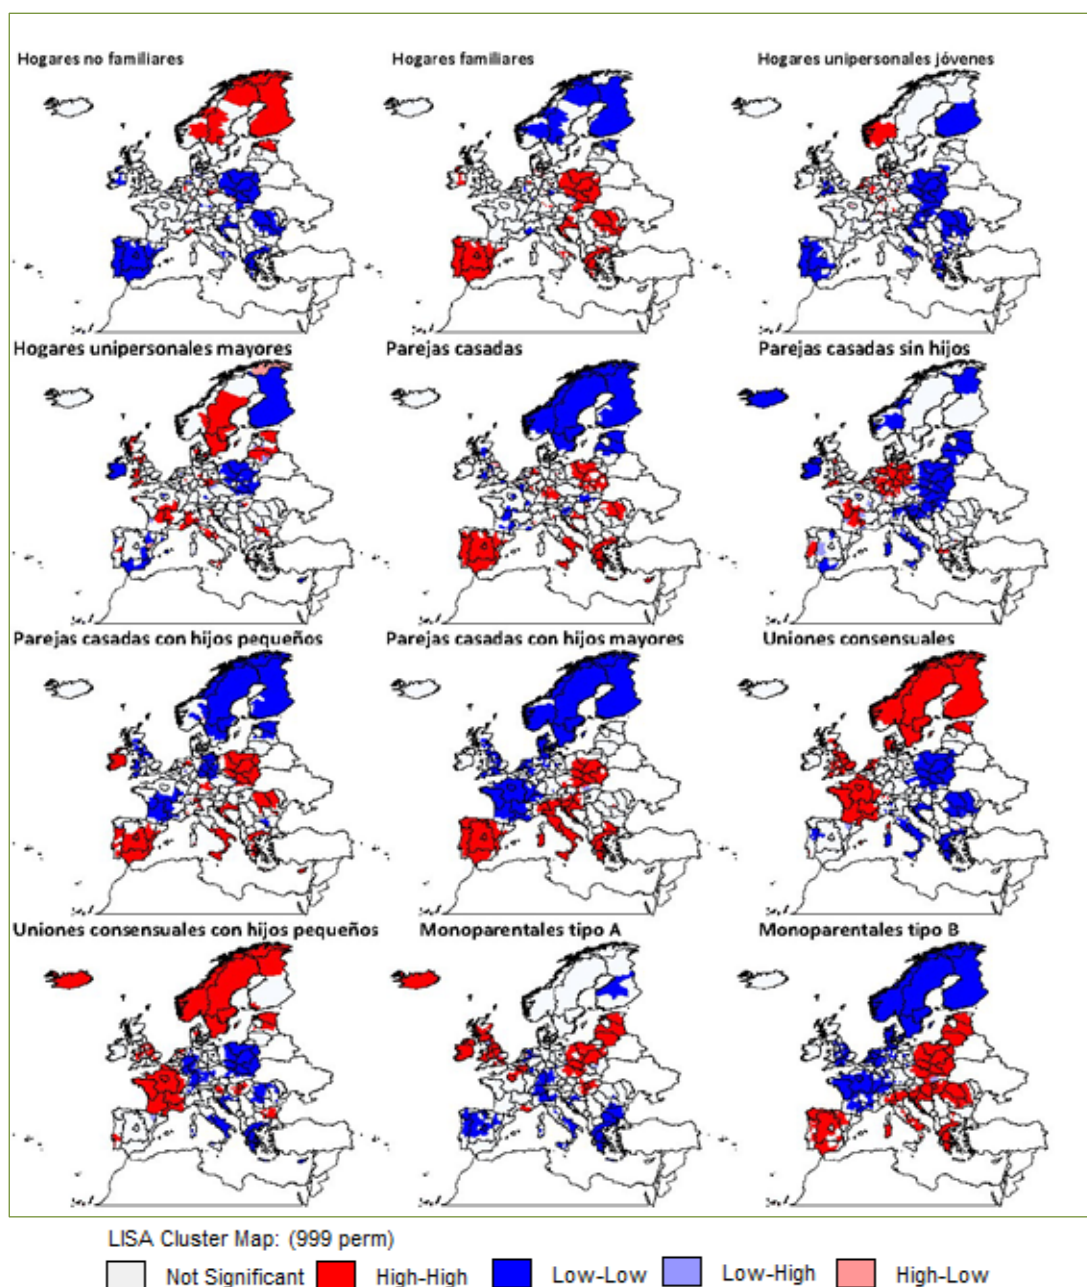 Hogares no familiares
Hogares familiares
Hogares unipersonales jóvenes
Hogares unipersonales mayores
Parejas casadas
Parejas casadas sin hijos
Parejas casadas con hijos pequeños
Parejas casadas con hijos mayores
Uniones consensuales
Uniones consensuales con hijos pequeños
Monoparentales tipo A
Monoparentales tipo B
LISA Cluster Map: (999 perm)
Not Significant
High-High
Low-Low
Low-High
High-Low